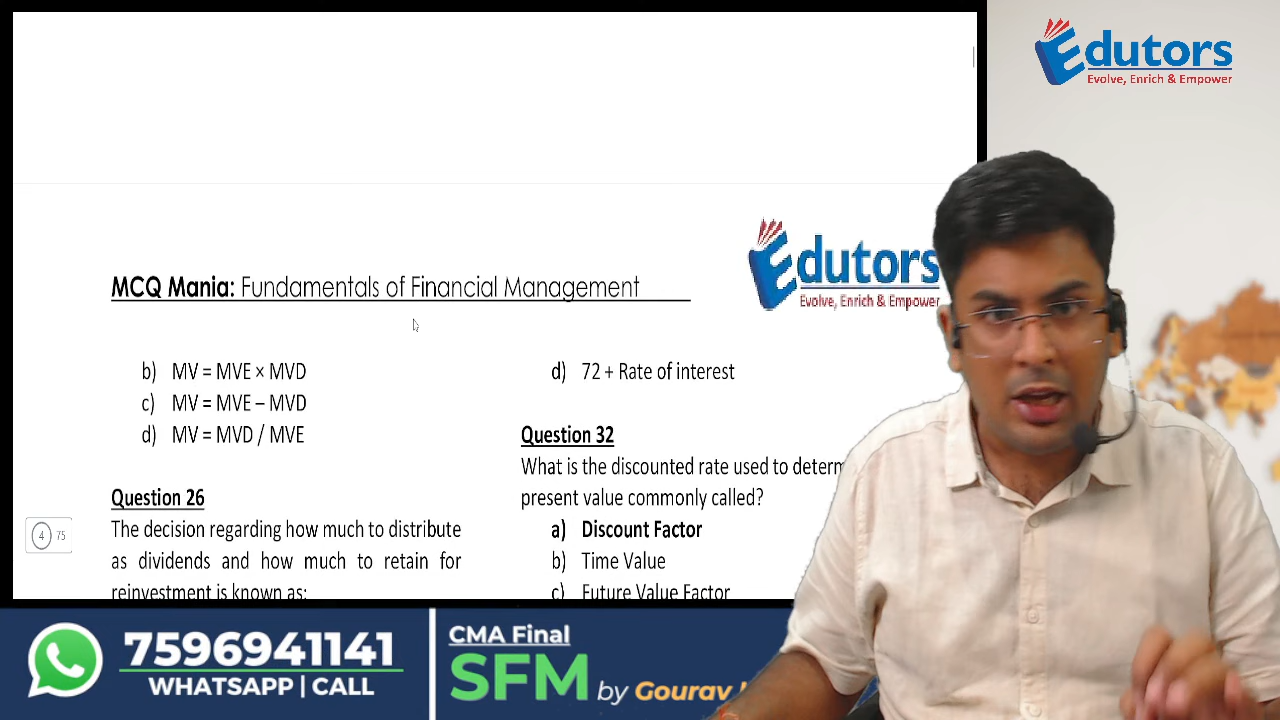 Edutors
Evolve, Enrich & Empower
Edutors
Evolve, Enrich & Empower
MCQ Mania: Fundamentals of Financial Management
b) MV = MVE × MVD
c) MV = MVE – MVD
d) MV = MVD / MVE
Question 26
The decision regarding how much to distribute
as dividends and how much to retain for
reinvestment is known as:
4 75
d) 72 + Rate of interest
Question 32
What is the discounted rate used to
present value commonly called?
a) Discount Factor
b) Time Value
c) Future Value Factor
7596941141
WHATSAPP | CALL
CMA Final
SFM by Gourav